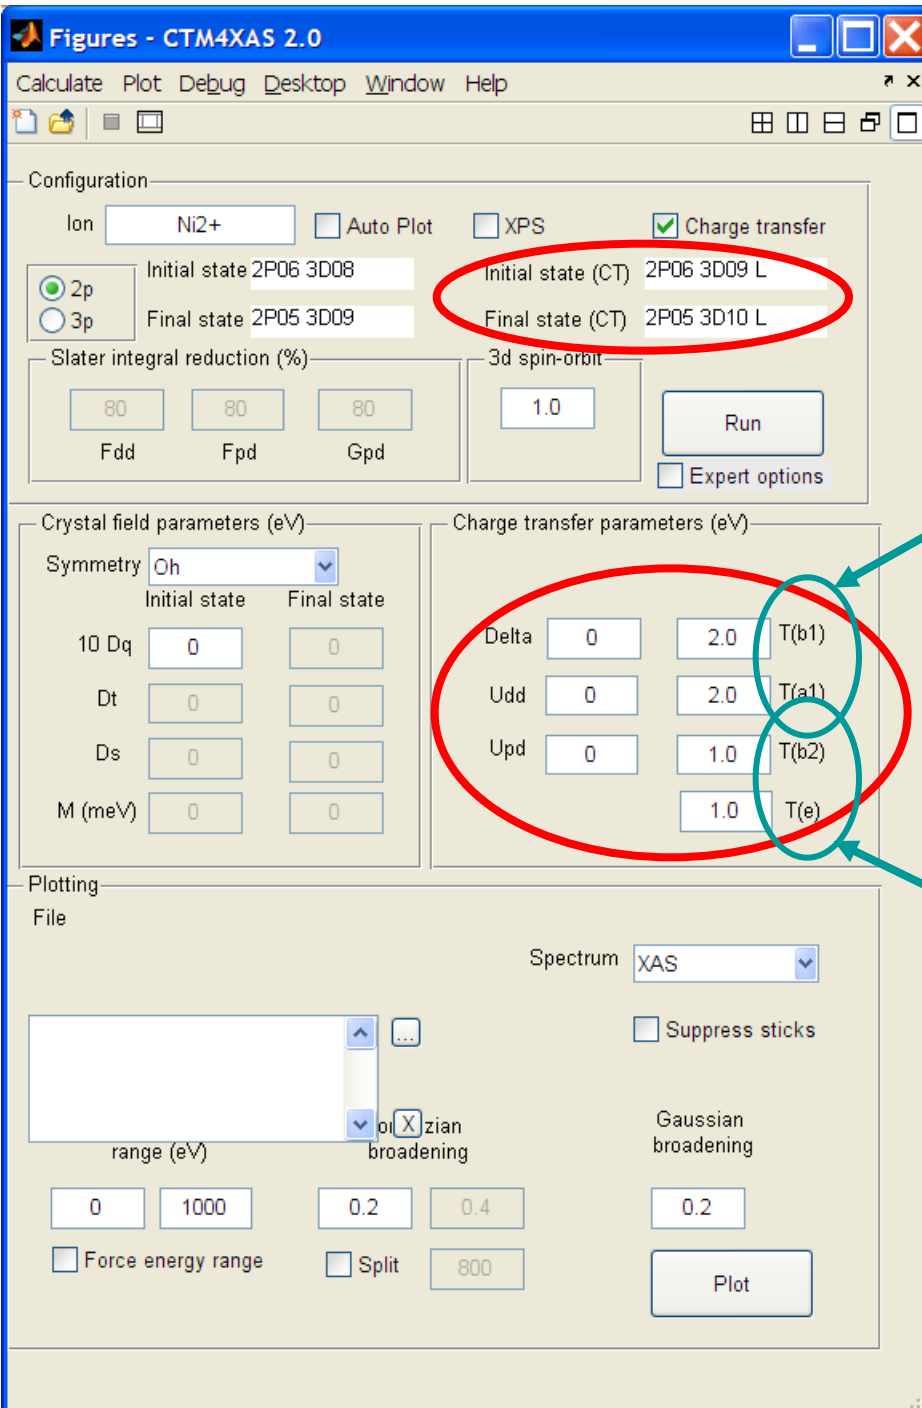 Figures - CTM4XAS 2.0
Calculate Plot Debug Desktop Window Help
Configuration
Ion Ni2+ Auto Plot XPS Charge transfer
2p Initial state 2P06 3D08 Initial state (CT) 2P06 3D09 L
3p Final state 2P05 3D09 Final state (CT) 2P05 3D10 L
Slater integral reduction (%) 3d spin-orbit
80 80 80 1.0 Run
Fdd Fpd Gpd
Expert options
Crystal field parameters (eV) Charge transfer parameters (eV)
Symmetry Oh
Initial state Final state
10 Dq 0 0 Delta 0 2.0 T(b1)
Dt 0 0 Udd 0 2.0 T(a1)
Ds 0 0 Upd 0 1.0 T(b2)
M (meV) 0 0 1.0 T(e)
Plotting
File
Spectrum XAS
... Suppress sticks
X zian Gaussian
range (eV) broadening broadening
0 1000 0.2 0.4 0.2
Force energy range Split 800 Plot